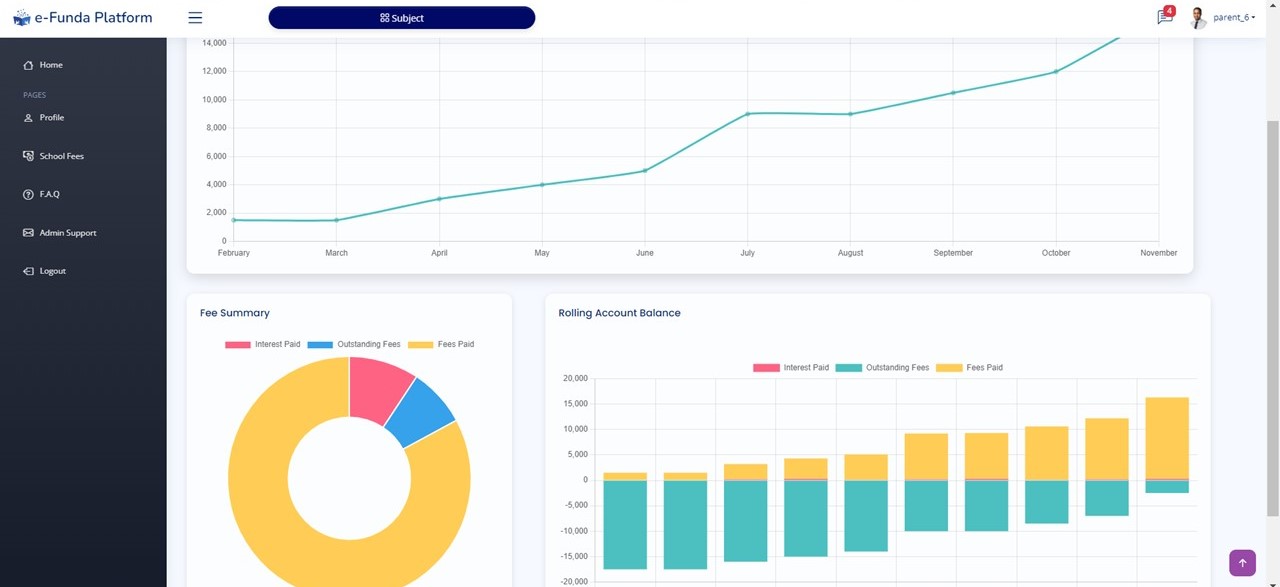 e-Funda Platform
Subject
4
parent_6
Home
PAGES
Profile
School Fees
F.A.Q
Admin Support
Logout
14,000
12,000
10,000
8,000
6,000
4,000
2,000
0
February March April May June July August September October November
Fee Summary
Interest Paid Outstanding Fees Fees Paid
Rolling Account Balance
Interest Paid Outstanding Fees Fees Paid
20,000
15,000
10,000
5,000
0
-5,000
-10,000
-15,000
-20,000